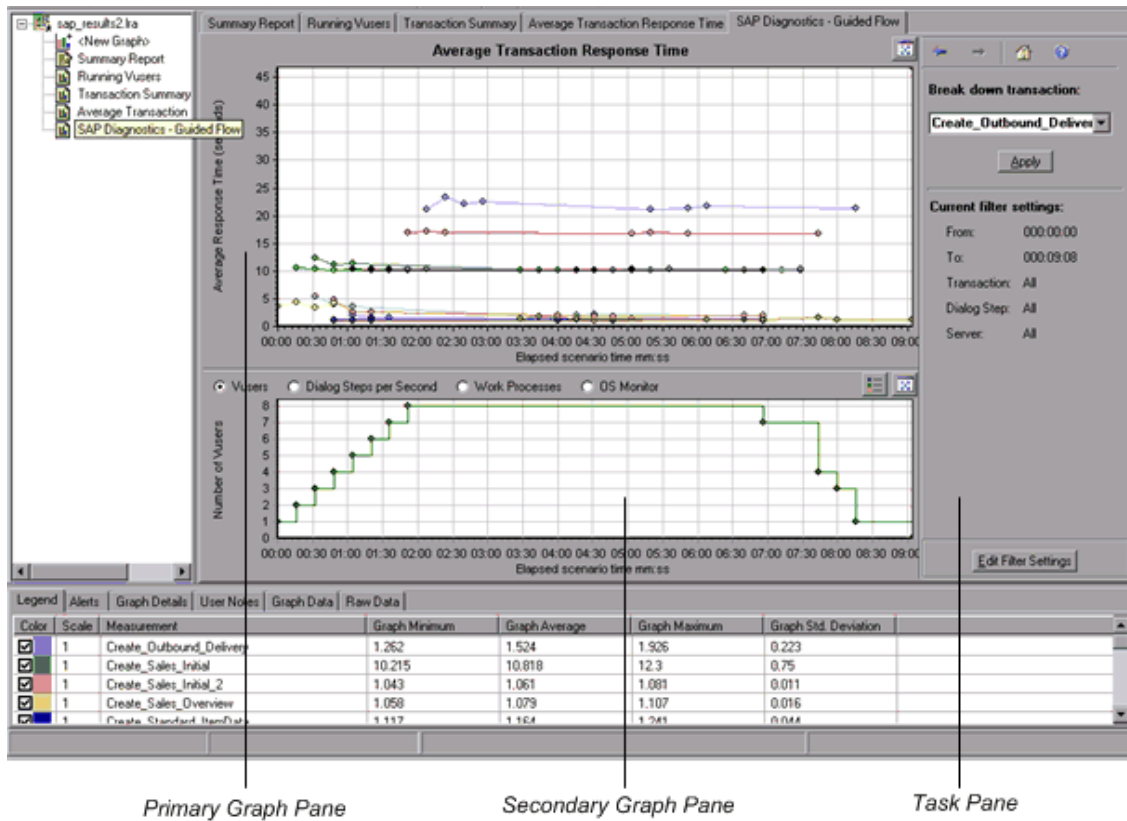 sap_results2.lra
<New Graph>
Summary Report
Running Vusers
Transaction Summary
Average Transaction
SAP Diagnostics - Guided Flow
Summary Report
Running Vusers
Transaction Summary
Average Transaction Response Time
SAP Diagnostics - Guided Flow
Average Transaction Response Time
Average Response Time (seconds)
45
40
35
30
25
20
15
10
5
0
00:00 00:30 01:00 01:30 02:00 02:30 03:00 03:30 04:00 04:30 05:00 05:30 06:00 06:30 07:00 07:30 08:00 08:30 09:00
Elapsed scenario time mm:ss
Vusers
Dialog Steps per Second
Work Processes
OS Monitor
Number of Vusers
8
7
6
5
4
3
2
1
0
00:00 00:30 01:00 01:30 02:00 02:30 03:00 03:30 04:00 04:30 05:00 05:30 06:00 06:30 07:00 07:30 08:00 08:30 09:00
Elapsed scenario time mm:ss
Break down transaction:
Create_Outbound_Deliver
Apply
Current filter settings:
From: 000:00:00
To: 000:09:08
Transaction: All
Dialog Step: All
Server: All
Edit Filter Settings
Legend
Alerts
Graph Details
User Notes
Graph Data
Raw Data
Color Scale Measurement Graph Minimum Graph Average Graph Maximum Graph Std. Deviation
1 Create_Outbound_Delivery 1.262 1.524 1.926 0.223
1 Create_Sales_Initial 10.215 10.818 12.3 0.75
1 Create_Sales_Initial_2 1.043 1.061 1.081 0.011
1 Create_Sales_Overview 1.058 1.079 1.107 0.016
1 Create_Standard_ItemData 1.117 1.164 1.241 0.044
Primary Graph Pane
Secondary Graph Pane
Task Pane